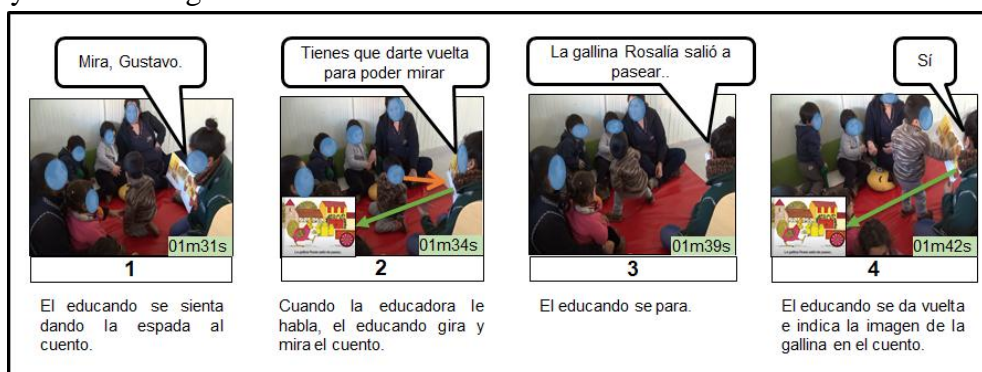 Mira, Gustavo.
Tienes que darte vuelta
para poder mirar
La gallina Rosalía salió a
pasear..
Sí
01m31s
01m34s
01m39s
01m42s
1
2
3
4
El educando se sienta
dando la espada al
cuento.
Cuando la educadora le
habla, el educando gira y
mira el cuento.
El educando se para.
El educando se da vuelta
e indica la imagen de la
gallina en el cuento.